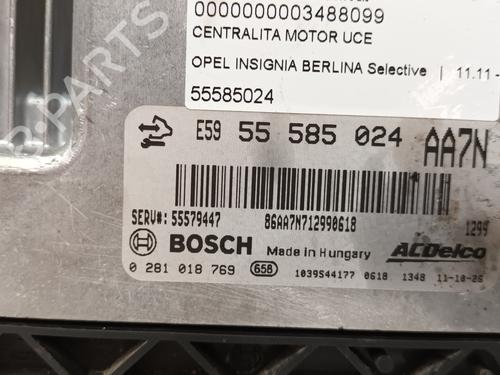 0000000003488099
CENTRALITA MOTOR UCE
OPEL INSIGNIA BERLINA Selective | 11.11 -
55585024
E59 55 585 024 AA7N
SERV#: 55579447 86AA7N712990618 1299
BOSCH Made in Hungary ACDelco
0 281 018 769 658 1039S44177 0618 1348 11-10-26
B-PARTS